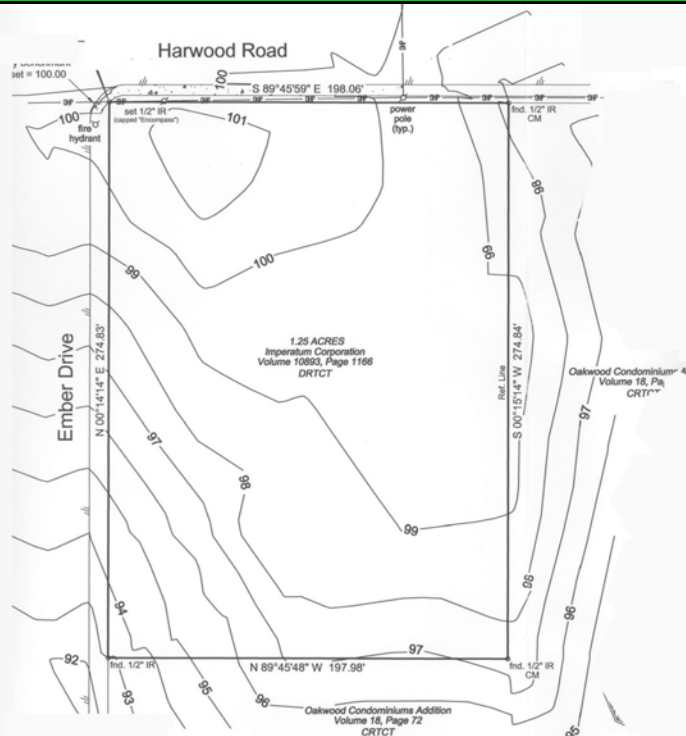 Harwood Road
set = 100.00
100
S 89°45'59" E 198.06'
100
set 1/2" IR
(capped "Encompass")
fire
hydrant
101
power
pole
(typ.)
fnd. 1/2" IR
CM
98
99
100
99
Ember Drive
N 00°14'14" E 274.83'
1.25 ACRES
Imperatum Corporation
Volume 10893, Page 1166
DRTCT
Ref. Line
S 00°15'14" W 274.84'
Oakwood Condominiums
Volume 18,
97
97
98
99
98
96
94
92
93
95
96
97
fnd. 1/2" IR
N 89°45'48" W 197.98'
fnd. 1/2" IR
CM
Oakwood Condominiums Addition
Volume 18, Page 72
CRTCT
95